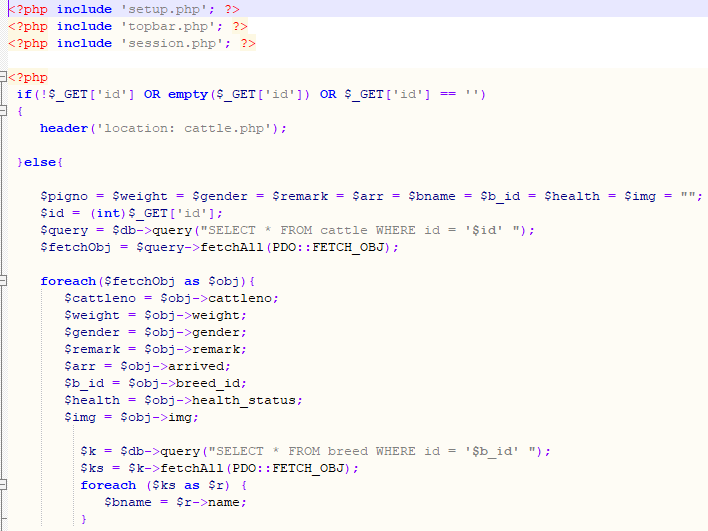 <?php include 'setup.php'; ?>
<?php include 'topbar.php'; ?>
<?php include 'session.php'; ?>
<?php
if(!$_GET['id'] OR empty($_GET['id']) OR $_GET['id'] == '')
{
header('location: cattle.php');
}else{
$pigno = $weight = $gender = $remark = $arr = $bname = $b_id = $health = $img = "";
$id = (int)$_GET['id'];
$query = $db->query("SELECT * FROM cattle WHERE id = '$id' ");
$fetchObj = $query->fetchAll(PDO::FETCH_OBJ);
foreach($fetchObj as $obj){
$cattleno = $obj->cattleno;
$weight = $obj->weight;
$gender = $obj->gender;
$remark = $obj->remark;
$arr = $obj->arrived;
$b_id = $obj->breed_id;
$health = $obj->health_status;
$img = $obj->img;
$k = $db->query("SELECT * FROM breed WHERE id = '$b_id' ");
$ks = $k->fetchAll(PDO::FETCH_OBJ);
foreach ($ks as $r) {
$bname = $r->name;
}